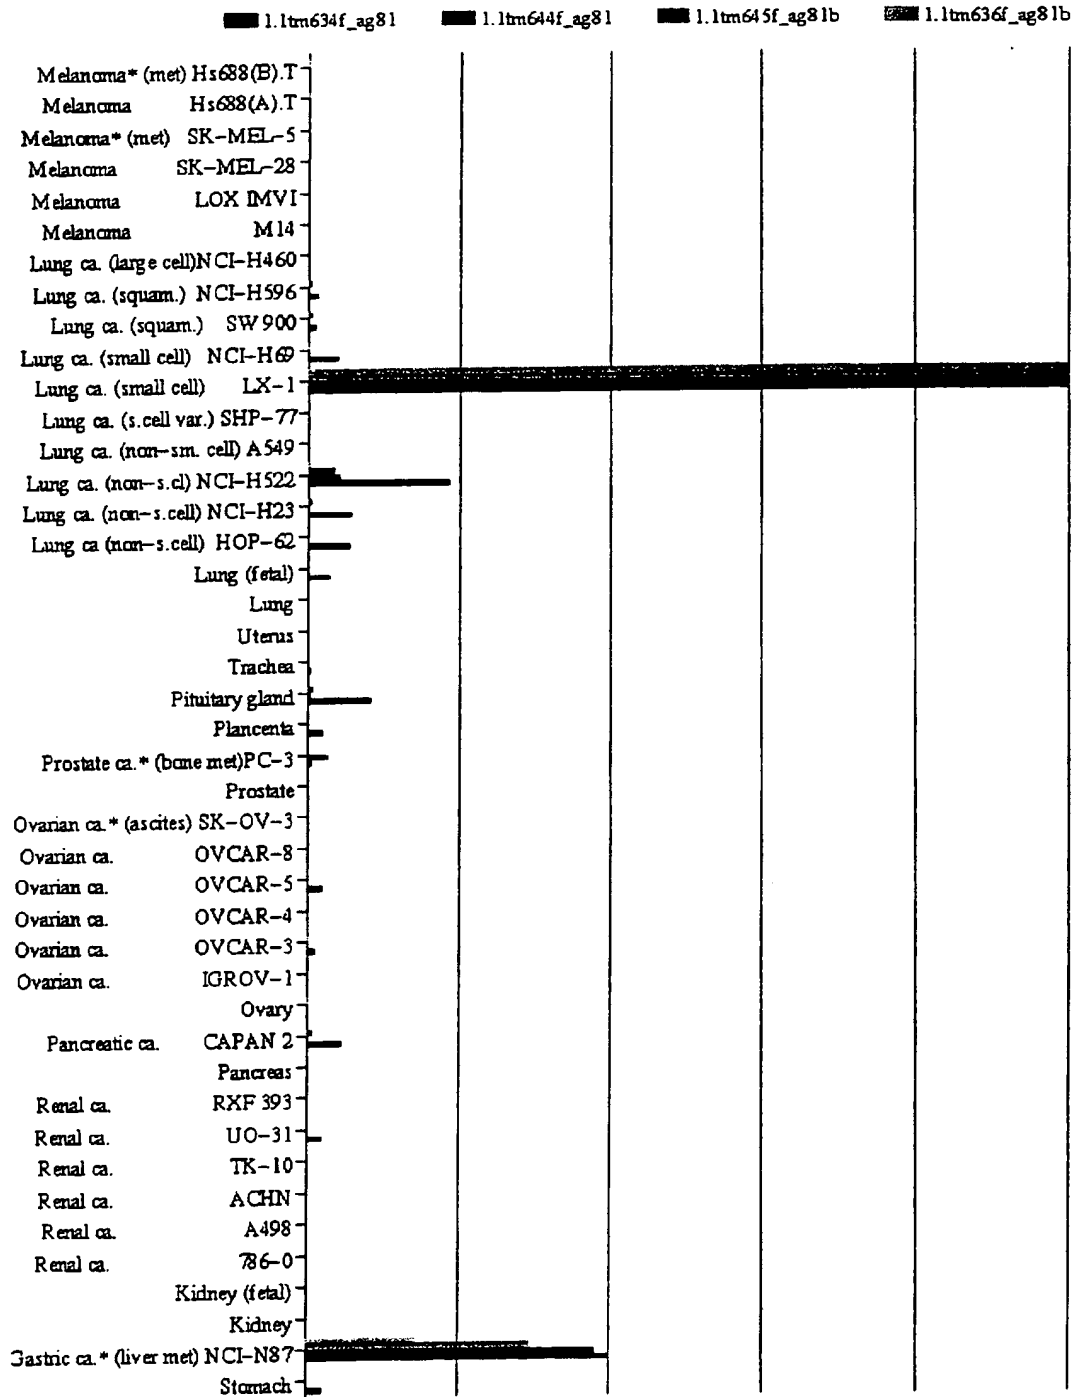 1.1tm634f_ag81 1.1tm644f_ag81 1.1tm645f_ag81b 1.1tm636f_ag81b
Melanoma* (met) Hs688(B).T
Melanoma Hs688(A).T
Melanoma* (met) SK-MEL-5
Melanoma SK-MEL-28
Melanoma LOX IMVI
Melanoma M14
Lung ca. (large cell)NCI-H460
Lung ca. (squam.) NCI-H596
Lung ca. (squam.) SW 900
Lung ca. (small cell) NCI-H69
Lung ca. (small cell) LX-1
Lung ca. (s.cell var.) SHP-77
Lung ca. (non-sm. cell) A549
Lung ca. (non-s.cl) NCI-H522
Lung ca. (non-s.cell) NCI-H23
Lung ca (non-s.cell) HOP-62
Lung (fetal)
Lung
Uterus
Trachea
Pituitary gland
Plancenta
Prostate ca.* (bone met)PC-3
Prostate
Ovarian ca.* (ascites) SK-OV-3
Ovarian ca. OVCAR-8
Ovarian ca. OVCAR-5
Ovarian ca. OVCAR-4
Ovarian ca. OVCAR-3
Ovarian ca. IGROV-1
Ovary
Pancreatic ca. CAPAN 2
Pancreas
Renal ca. RXF 393
Renal ca. UO-31
Renal ca. TK-10
Renal ca. ACHN
Renal ca. A498
Renal ca. 786-0
Kidney (fetal)
Kidney
Gastric ca.* (liver met) NCI-N87
Stomach